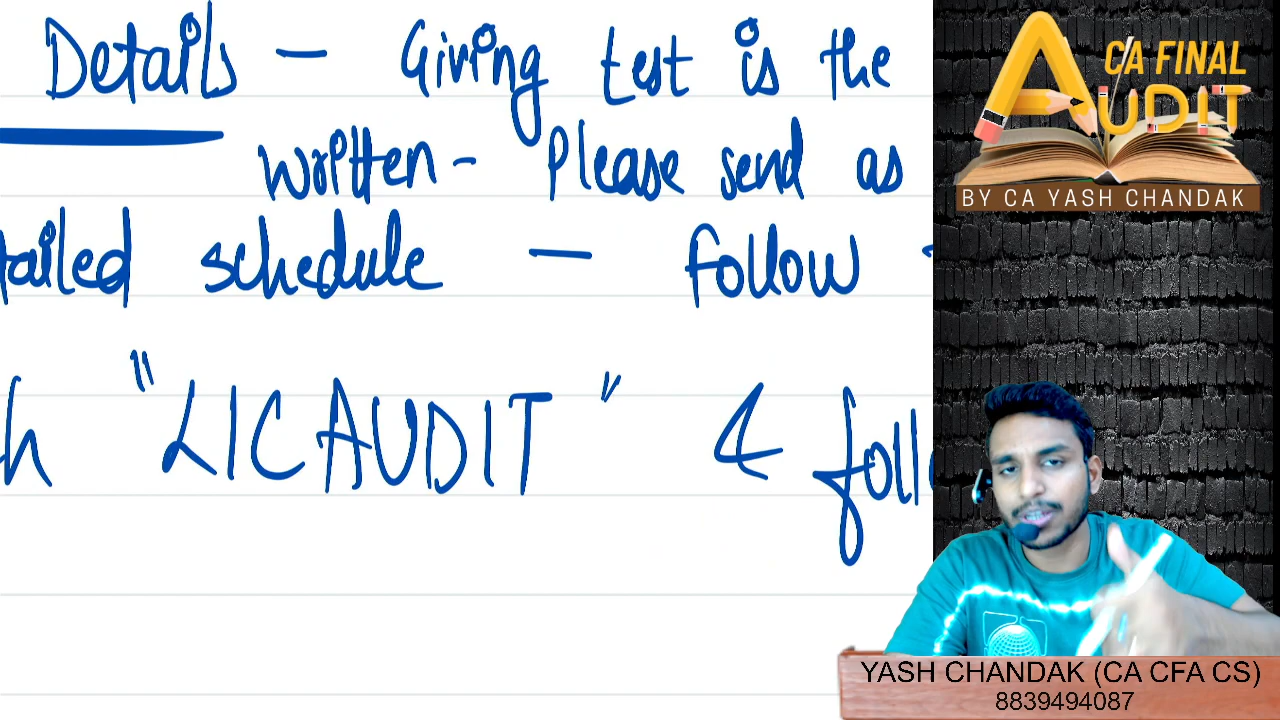 Details - Giving test is the
written - Please send as
tailed schedule - follow
"LICAUDIT" & foll
CA FINAL
AUDIT
BY CA YASH CHANDAK
YASH CHANDAK (CA CFA CS)
8839494087